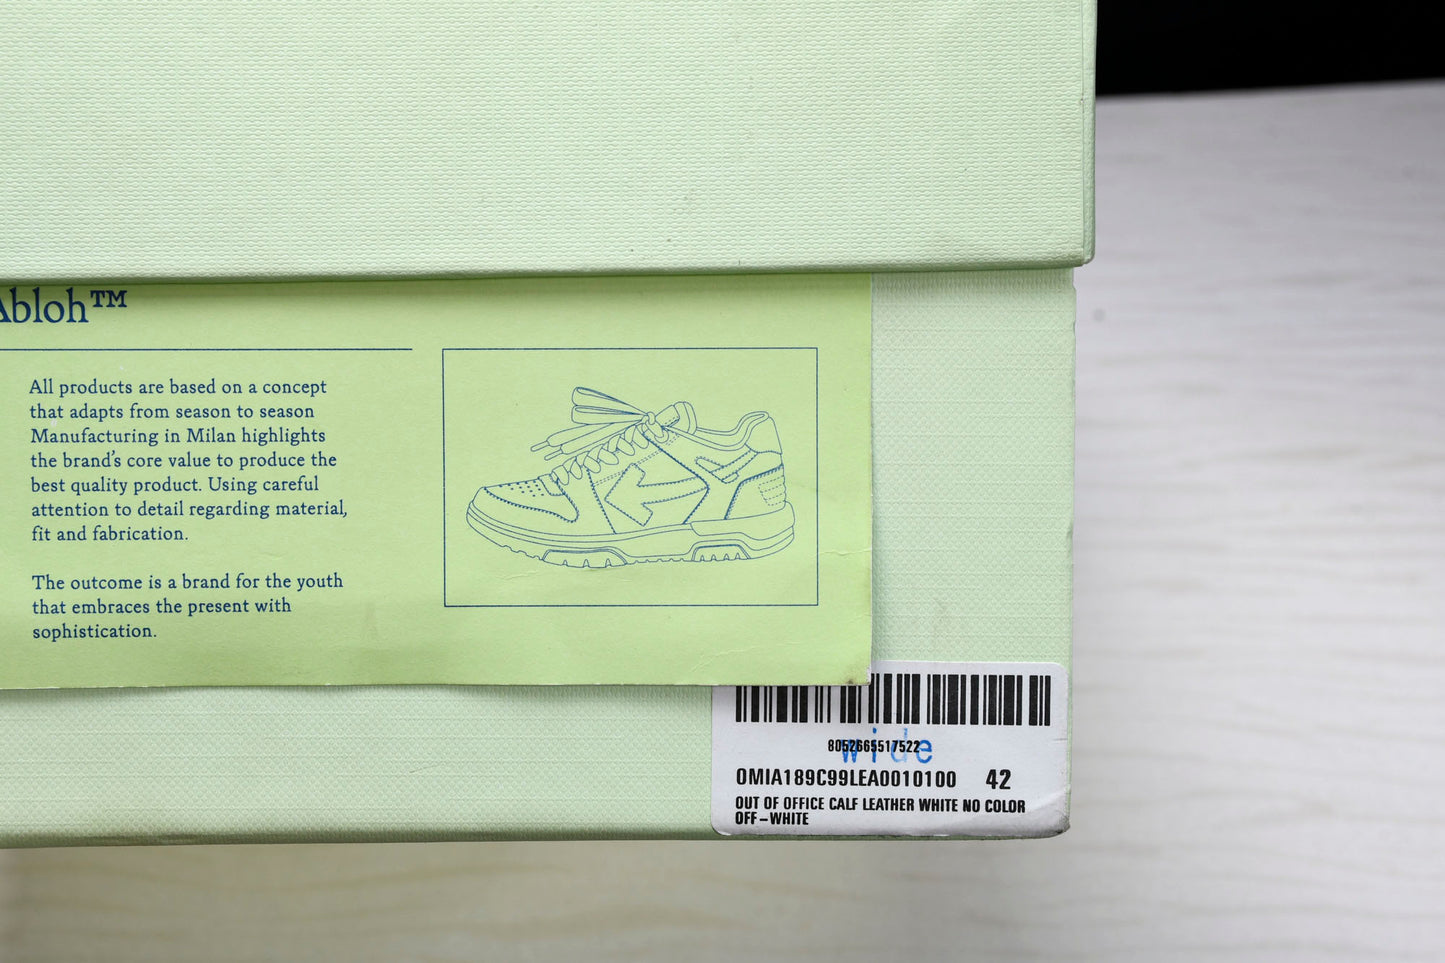 Abloh™
All products are based on a concept
that adapts from season to season
Manufacturing in Milan highlights
the brand's core value to produce the
best quality product. Using careful
attention to detail regarding material,
fit and fabrication.
The outcome is a brand for the youth
that embraces the present with
sophistication.
8052665517522
wide
OMIA189C99LEA0010100 42
OUT OF OFFICE CALF LEATHER WHITE NO COLOR
OFF-WHITE